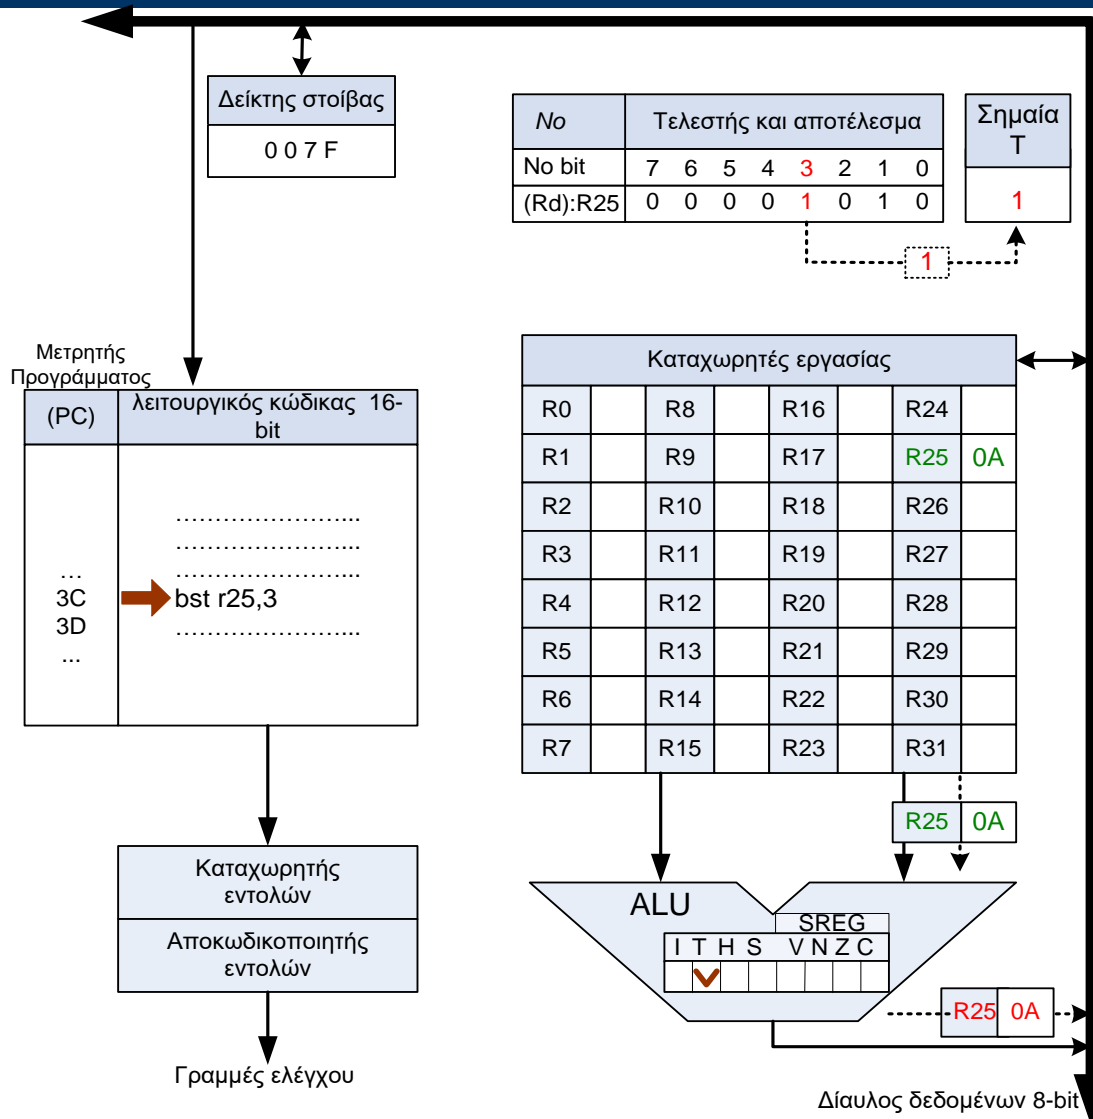 Δείκτης στοίβας
0 0 7 F
No Τελεστής και αποτέλεσμα
No bit 7 6 5 4 3 2 1 0
(Rd):R25 0 0 0 0 1 0 1 0
Σημαία
T
1
1
Μετρητής
Προγράμματος
(PC) λειτουργικός κώδικας 16-
bit
…………………...
…………………...
... …………………...
3C bst r25,3
3D …………………...
...
Καταχωρητές εργασίας
R0 R8 R16 R24
R1 R9 R17 R25 0A
R2 R10 R18 R26
R3 R11 R19 R27
R4 R12 R20 R28
R5 R13 R21 R29
R6 R14 R22 R30
R7 R15 R23 R31
R25 0A
Καταχωρητής
εντολών
Αποκωδικοποιητής
εντολών
Γραμμές ελέγχου
ALU
SREG
I T H S V N Z C
R25 0A
Δίαυλος δεδομένων 8-bit